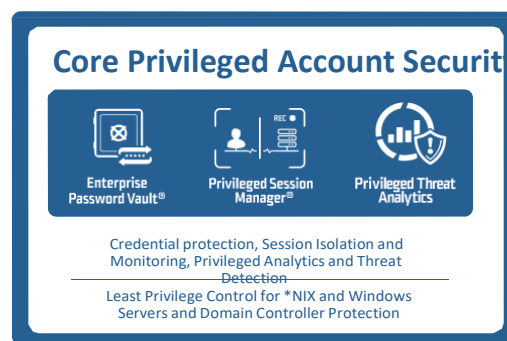 Core Privileged Account Securit
REC
Enterprise
Password Vault®
Privileged Session
Manager®
Privileged Threat
Analytics
Credential protection, Session Isolation and
Monitoring, Privileged Analytics and Threat
Detection
Least Privilege Control for *NIX and Windows
Servers and Domain Controller Protection